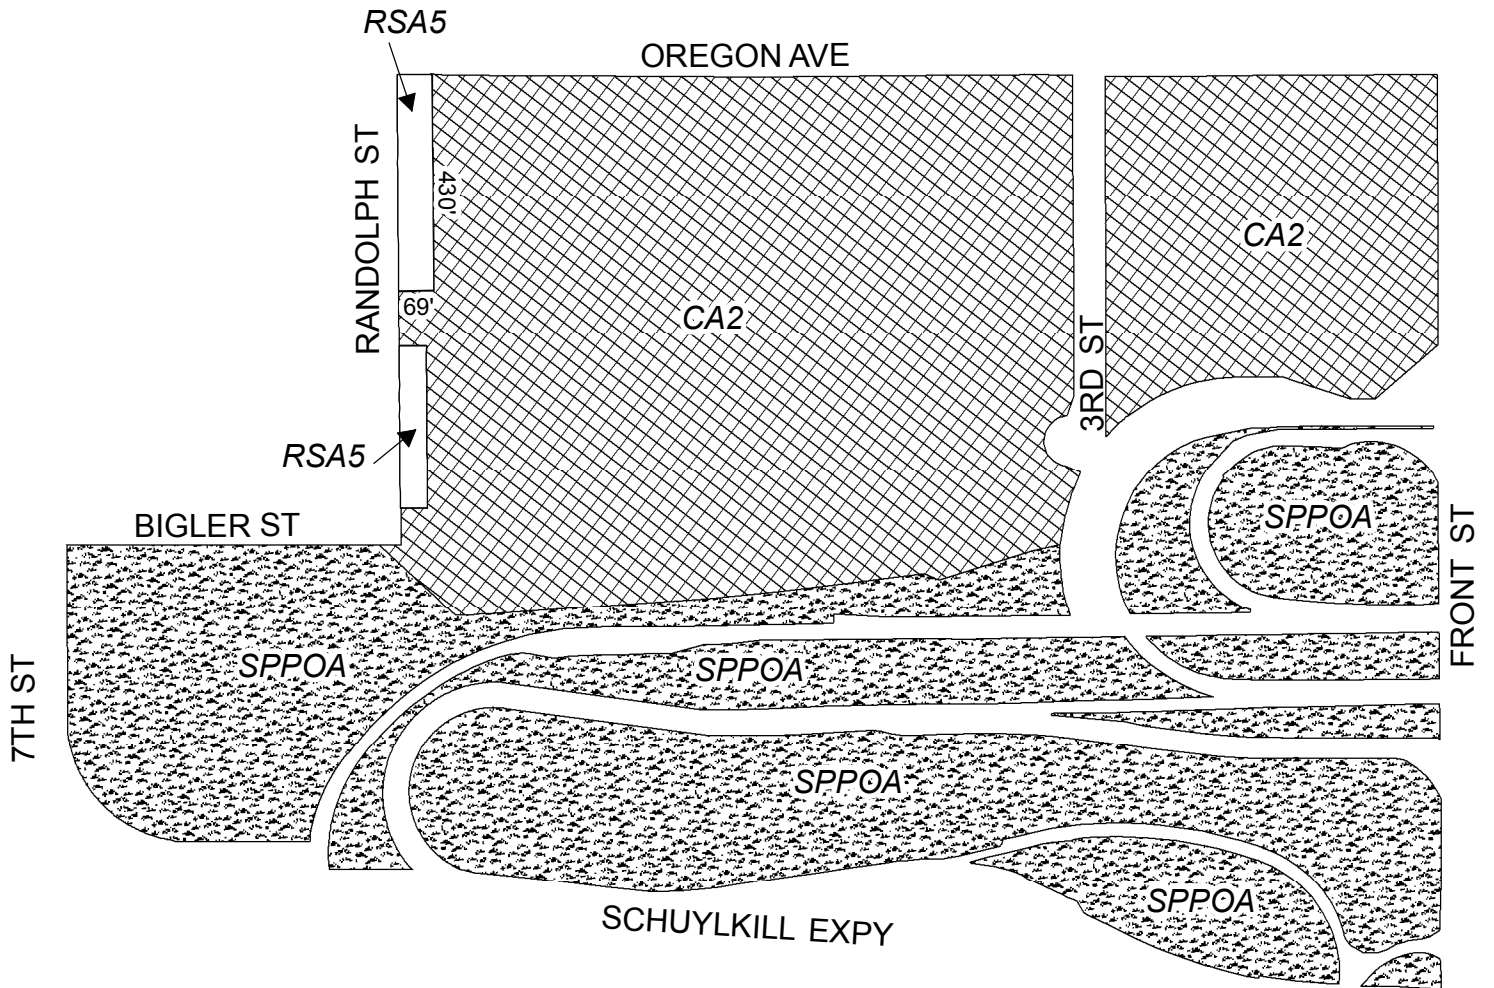 RSA5
OREGON AVE
RANDOLPH ST
430'
CA2
69'
CA2
3RD ST
RSA5
BIGLER ST
SPPOA
FRONT ST
7TH ST
SPPOA
SPPOA
SPPOA
SPPOA
SCHUYLKILL EXPY